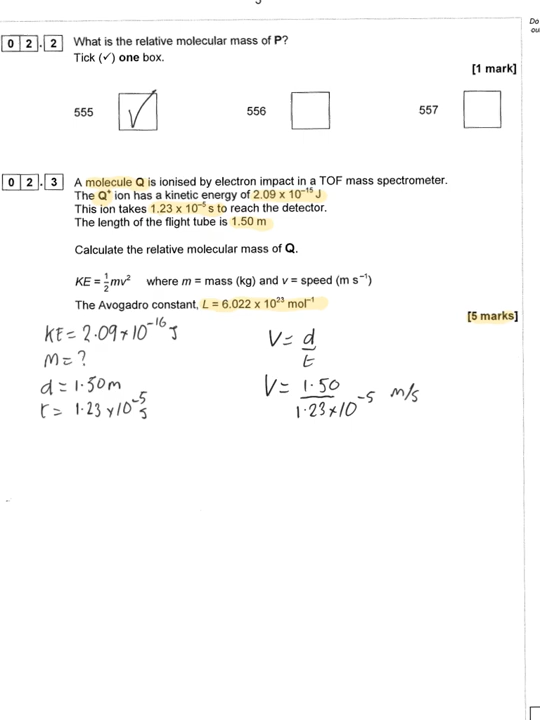 Do
ou
0 2 . 2 What is the relative molecular mass of P?
Tick (✓) one box.
[1 mark]
555 ✓ 556 557
0 2 . 3 A molecule Q is ionised by electron impact in a TOF mass spectrometer.
The Q⁺ ion has a kinetic energy of 2.09 x 10⁻¹⁵ J
This ion takes 1.23 x 10⁻⁵ s to reach the detector.
The length of the flight tube is 1.50 m
Calculate the relative molecular mass of Q.
KE = ½mv² where m = mass (kg) and v = speed (m s⁻¹)
The Avogadro constant, L = 6.022 x 10²³ mol⁻¹
[5 marks]
KE = 2.09 × 10⁻¹⁶ J
M = ?
d = 1.50m
t = 1.23 × 10⁻⁵ s
V = d/t
V = 1.50/1.23×10⁻⁵ m/s